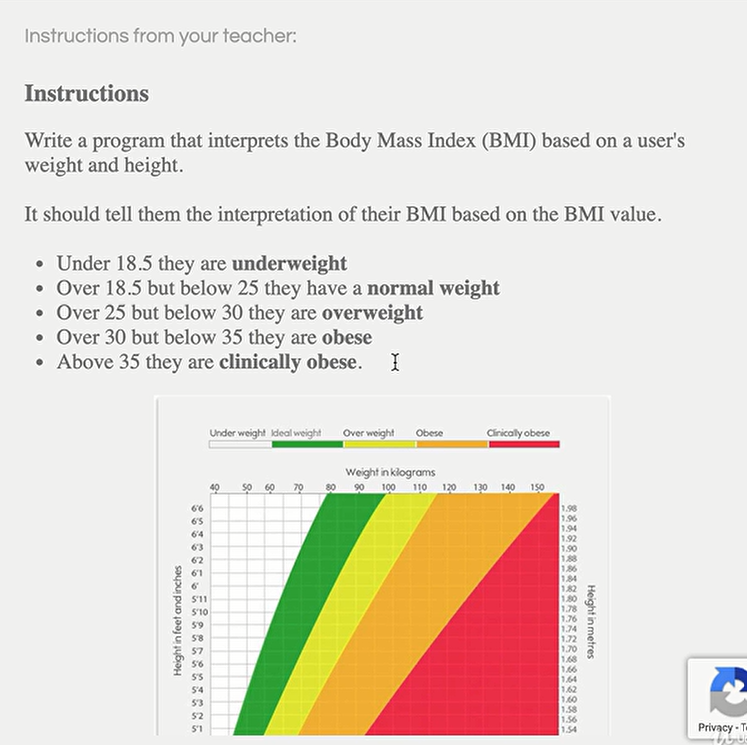 Instructions from your teacher:
Instructions
Write a program that interprets the Body Mass Index (BMI) based on a user's
weight and height.
It should tell them the interpretation of their BMI based on the BMI value.
• Under 18.5 they are underweight
• Over 18.5 but below 25 they have a normal weight
• Over 25 but below 30 they are overweight
• Over 30 but below 35 they are obese
• Above 35 they are clinically obese.
Under weight Ideal weight Over weight Obese Clinically obese
Weight in kilograms
40 50 60 70 80 90 100 110 120 130 140 150
Height in feet and inches
6'6
6'5
6'4
6'3
6'2
6'1
6'
5'11
5'10
5'9
5'8
5'7
5'6
5'5
5'4
5'3
5'2
5'1
1.98
1.96
1.94
1.92
1.90
1.88
1.86
1.84
1.82
1.80
1.78
1.76
1.74
1.72
1.70
1.68
1.66
1.64
1.62
1.60
1.58
1.56
1.54
Height in metres
Privacy -